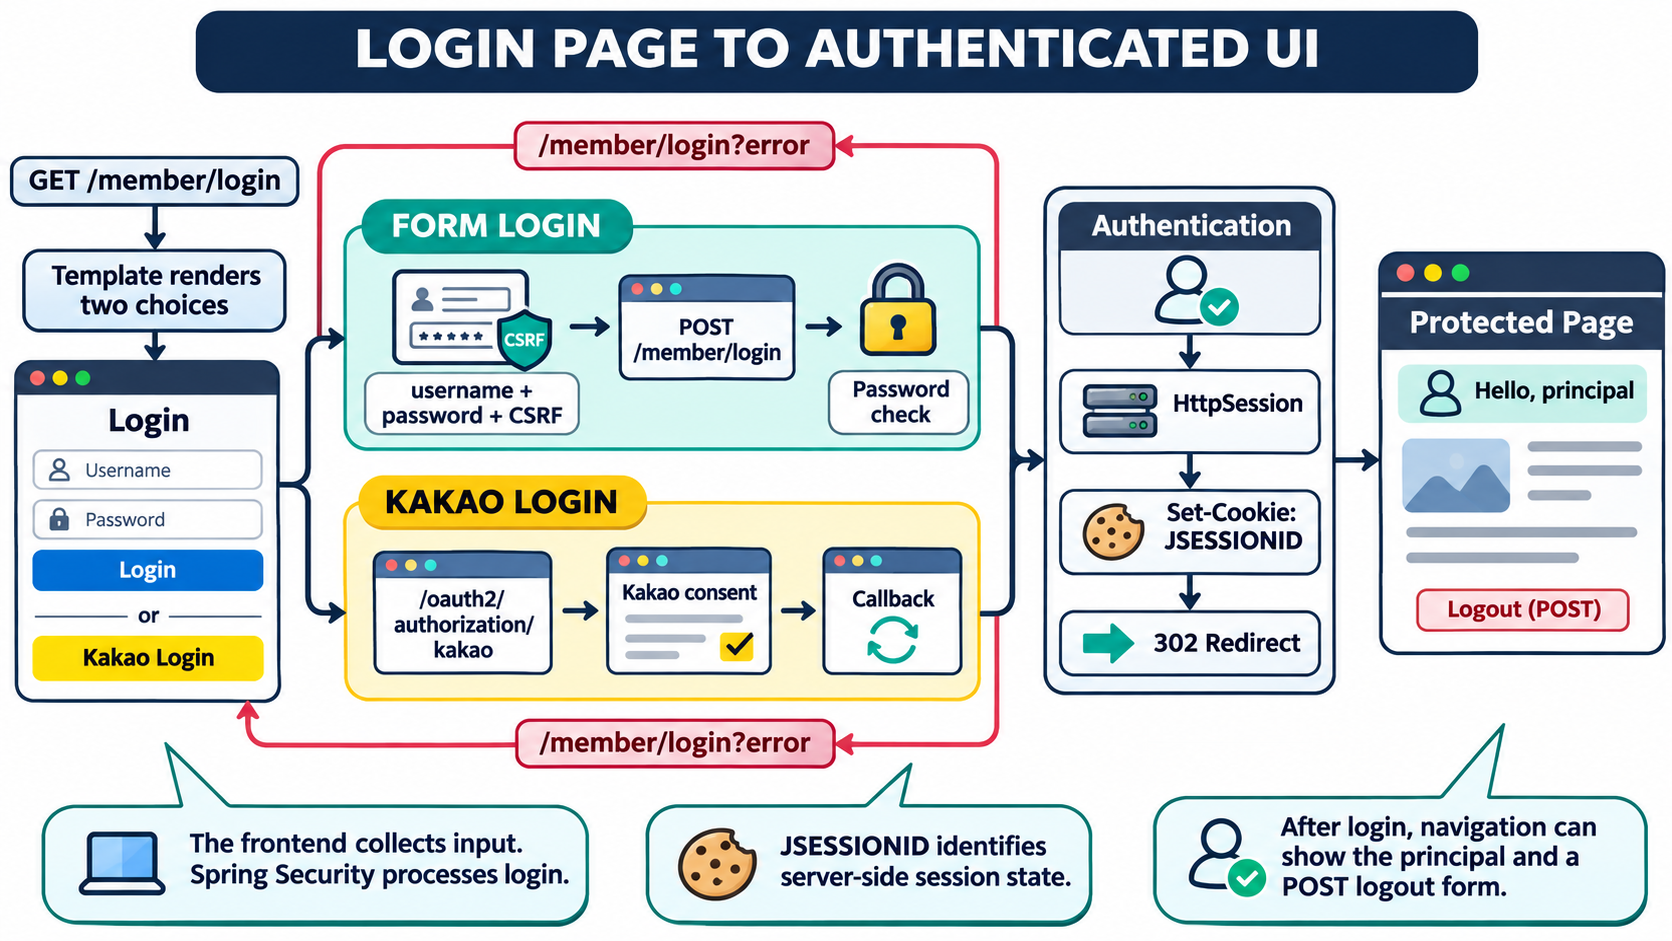 LOGIN PAGE TO AUTHENTICATED UI
GET /member/login
Template renders
two choices
Login
Username
Password
Login
or
Kakao Login
/member/login?error
FORM LOGIN
CSRF
username +
password + CSRF
POST
/member/login
Password
check
KAKAO LOGIN
/oauth2/
authorization/
kakao
Kakao consent
Callback
/member/login?error
Authentication
HttpSession
Set-Cookie:
JSESSIONID
302 Redirect
Protected Page
Hello, principal
Logout (POST)
The frontend collects input.
Spring Security processes login.
JSESSIONID identifies
server-side session state.
After login, navigation can
show the principal and a
POST logout form.